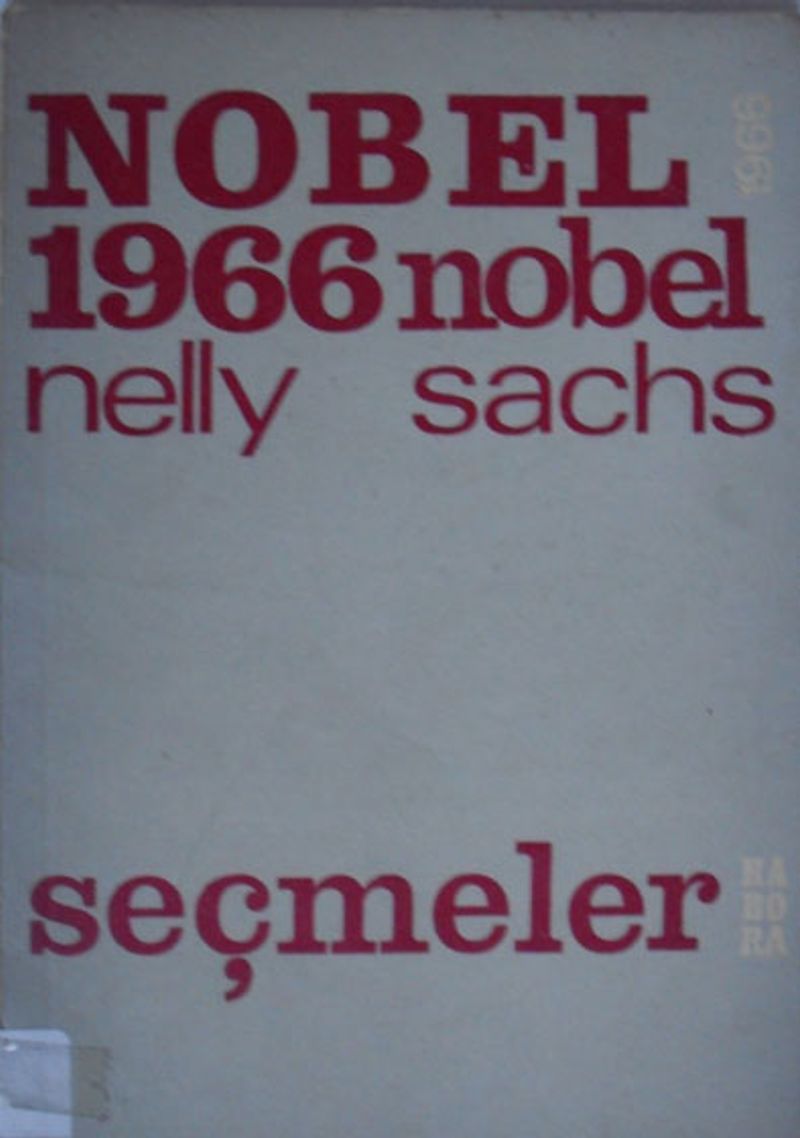 NOBEL
1966
1966 nobel
nelly sachs
seçmeler
HA
BO
RA